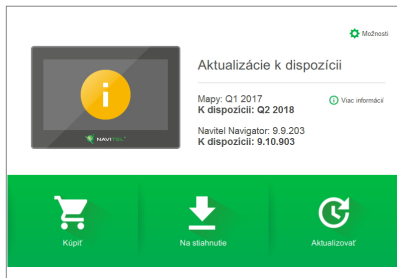 Možnosti
Aktualizácie k dispozícii
Mapy: Q1 2017
K dispozícii: Q2 2018
Viac informácií
Navitel Navigator: 9.9.203
K dispozícii: 9.10.903
NAVITEL
Kúpiť
Na stiahnutie
Aktualizovať